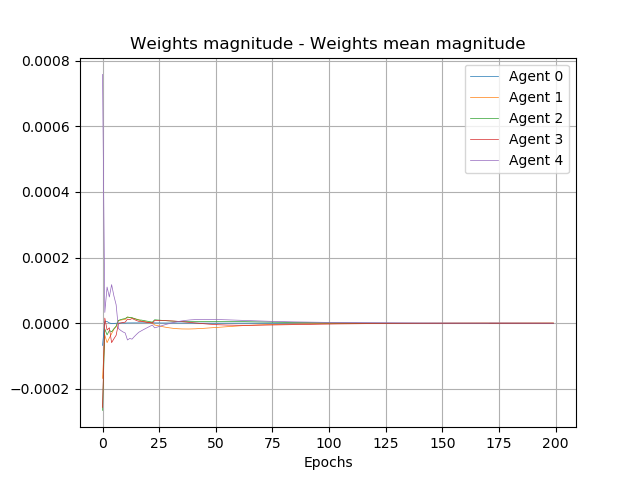 Weights magnitude - Weights mean magnitude
0.0008
0.0006
0.0004
0.0002
0.0000
−0.0002
Agent 0
Agent 1
Agent 2
Agent 3
Agent 4
0 25 50 75 100 125 150 175 200
Epochs